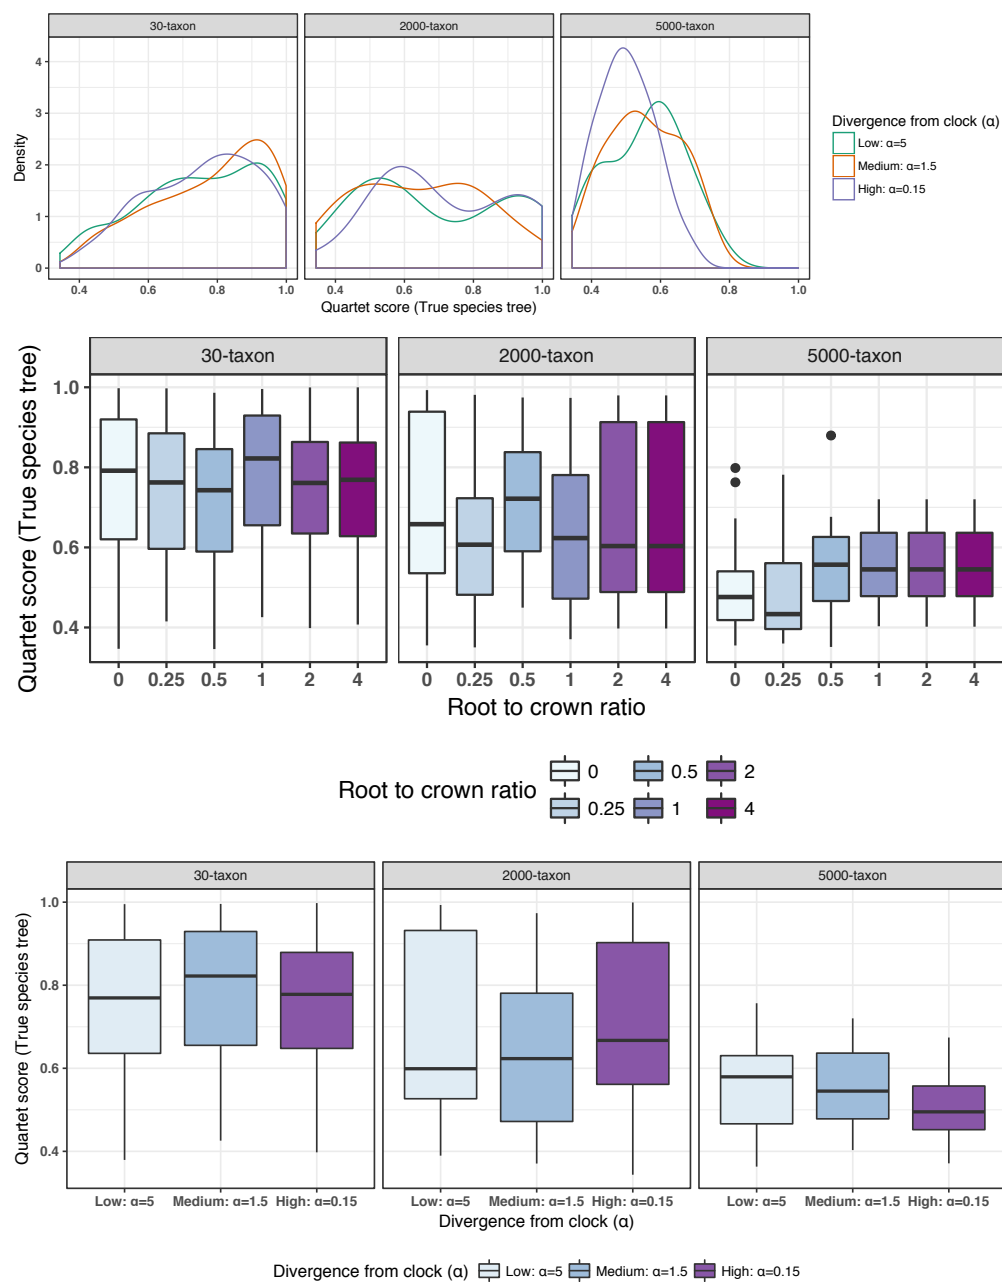 30-taxon 2000-taxon 5000-taxon
4
3
2
1
0
Density
0.4 0.6 0.8 1.0 0.4 0.6 0.8 1.0 0.4 0.6 0.8 1.0
Quartet score (True species tree)
Divergence from clock (α)
Low: α=5
Medium: α=1.5
High: α=0.15
30-taxon 2000-taxon 5000-taxon
1.0
0.8
0.6
0.4
Quartet score (True species tree)
0 0.25 0.5 1 2 4 0 0.25 0.5 1 2 4 0 0.25 0.5 1 2 4
Root to crown ratio
Root to crown ratio
0 0.5 2
0.25 1 4
30-taxon 2000-taxon 5000-taxon
1.0
0.8
0.6
0.4
Quartet score (True species tree)
Low: α=5 Medium: α=1.5 High: α=0.15 Low: α=5 Medium: α=1.5 High: α=0.15 Low: α=5 Medium: α=1.5 High: α=0.15
Divergence from clock (α)
Divergence from clock (α) Low: α=5 Medium: α=1.5 High: α=0.15